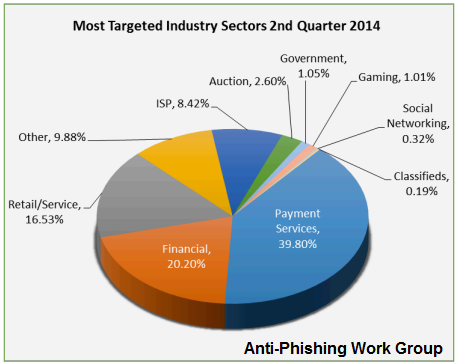 Most Targeted Industry Sectors 2nd Quarter 2014
Government,
1.05%
Auction, 2.60%
Gaming, 1.01%
ISP, 8.42%
Social
Networking,
0.32%
Other, 9.88%
Classifieds,
0.19%
Retail/Service,
16.53%
Payment
Services,
39.80%
Financial,
20.20%
Anti-Phishing Work Group